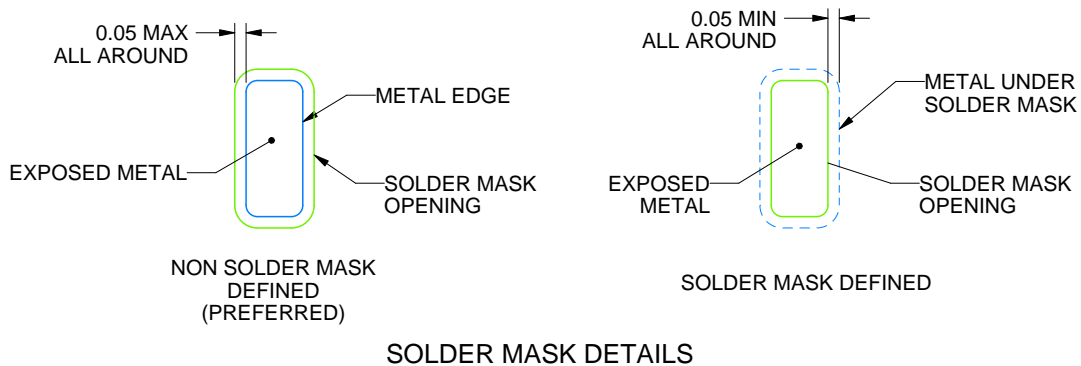 0.05 MAX
ALL AROUND
METAL EDGE
EXPOSED METAL
SOLDER MASK
OPENING
NON SOLDER MASK
DEFINED
(PREFERRED)
0.05 MIN
ALL AROUND
METAL UNDER
SOLDER MASK
EXPOSED
METAL
SOLDER MASK
OPENING
SOLDER MASK DEFINED
SOLDER MASK DETAILS